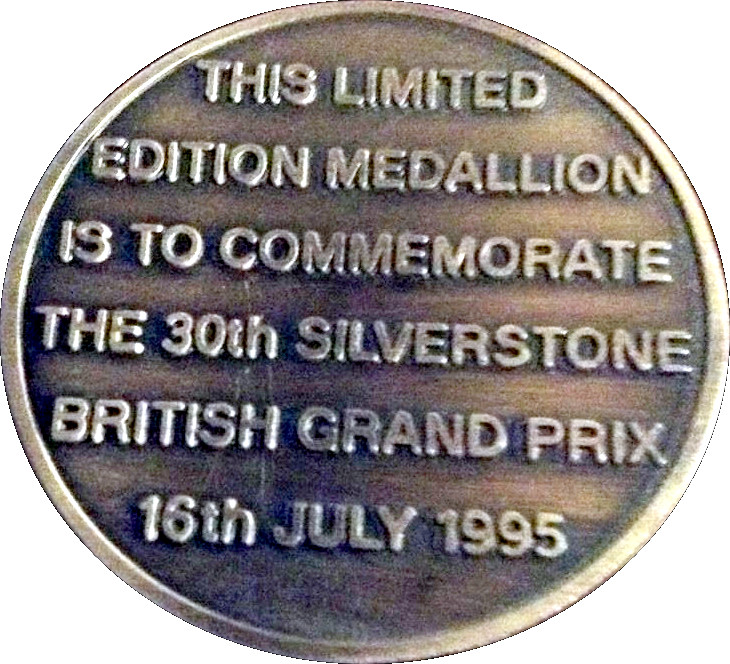 THIS LIMITED
EDITION MEDALLION
IS TO COMMEMORATE
THE 30th SILVERSTONE
BRITISH GRAND PRIX
16th JULY 1995